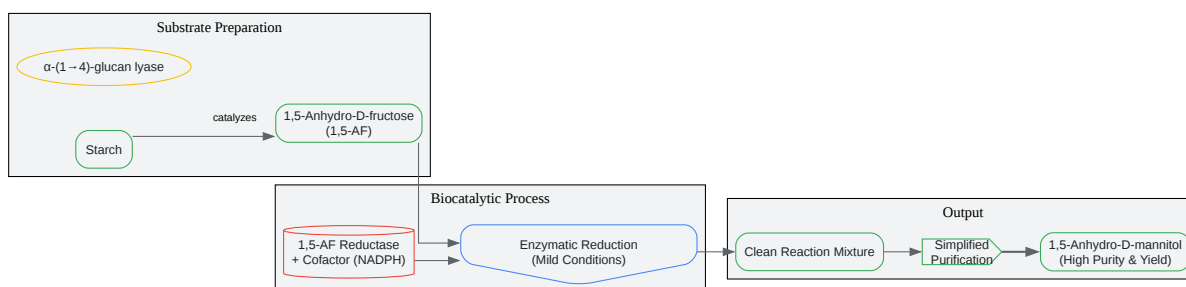 Substrate Preparation
α-(1→4)-glucan lyase
catalyzes
1,5-Anhydro-D-fructose
(1,5-AF)
Starch
Biocatalytic Process
1,5-AF Reductase
+ Cofactor (NADPH)
Enzymatic Reduction
(Mild Conditions)
Output
Clean Reaction Mixture
Simplified
Purification
1,5-Anhydro-D-mannitol
(High Purity & Yield)